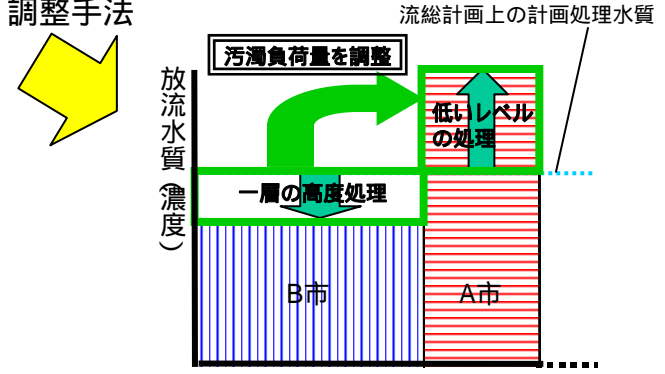 調整手法
流総計画上の計画処理水質
汚濁負荷量を調整
放流水質(濃度)
低いレベル
の処理
一層の高度処理
B市
A市